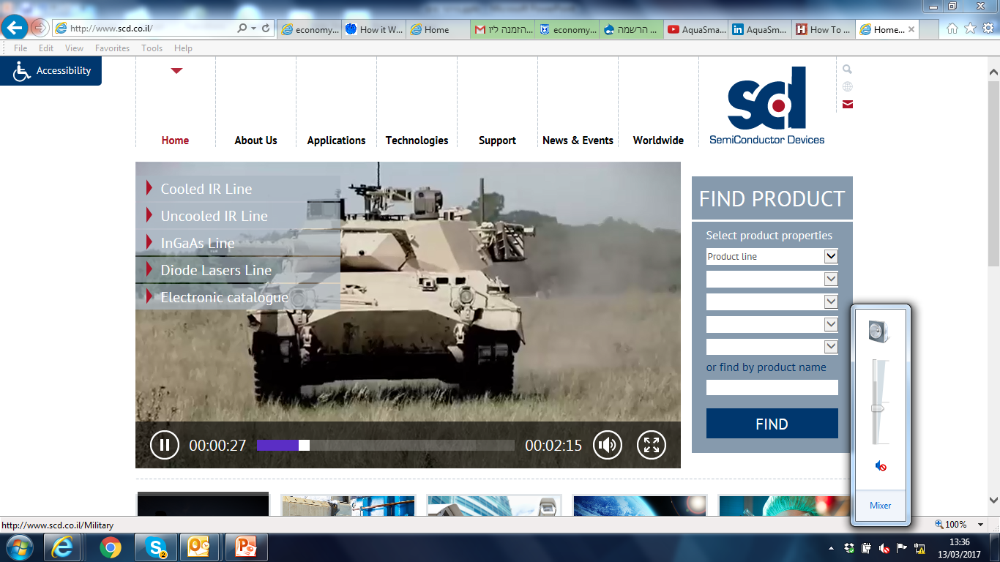 http://www.scd.co.il/
economy...
How it W...
Home
הזמנה ליו...
economy...
הרשמה ...
AquaSma...
AquaSm...
How To ...
Home...
File Edit View Favorites Tools Help
Accessibility
Home
About Us
Applications
Technologies
Support
News & Events
Worldwide
scd
SemiConductor Devices
Cooled IR Line
Uncooled IR Line
InGaAs Line
Diode Lasers Line
Electronic catalogue
00:00:27
00:02:15
FIND PRODUCT
Select product properties
Product line
or find by product name
FIND
Mixer
http://www.scd.co.il/Military
100%
2
13:36
13/03/2017